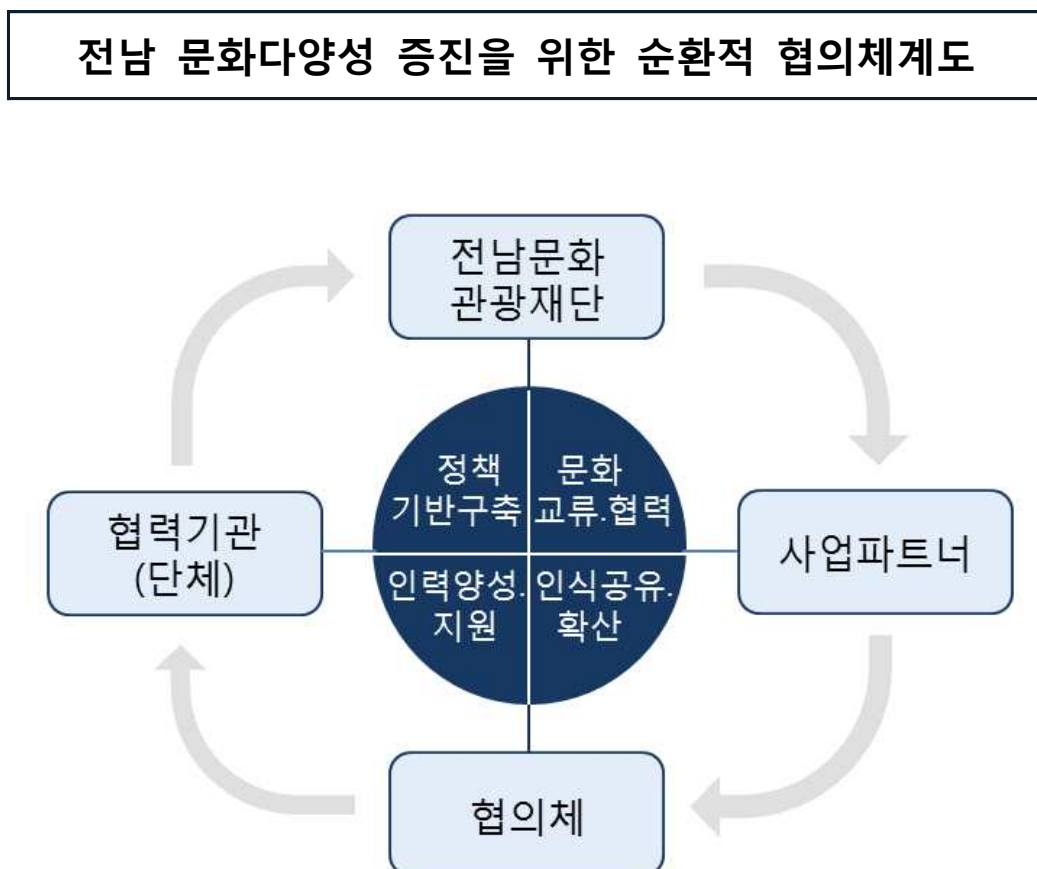 전남 문화다양성 증진을 위한 순환적 협의체계도
전남문화
관광재단
정책
기반구축
문화
교류.협력
협력기관
(단체)
사업파트너
인력양성.
지원
인식공유.
확산
협의체